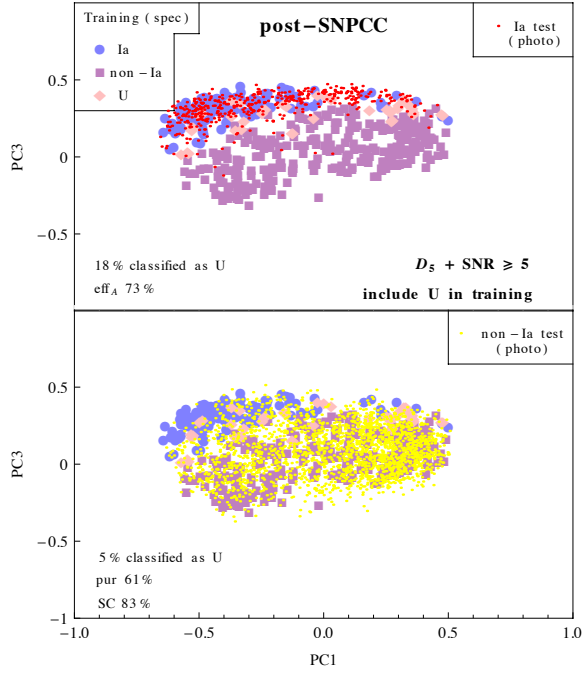 Training ( spec )
Ia
non −Ia
U
post−SNPCC
Ia test
( photo )
0.5
0
−0.5
PC3
18 % classified as U
eff_A 73 %
D_5 + SNR ⩾ 5
include U in training
non −Ia test
( photo )
0.5
0
−0.5
−1
PC3
5 % classified as U
pur 61 %
SC 83 %
−1.0 −0.5 0.0 0.5 1.0
PC1